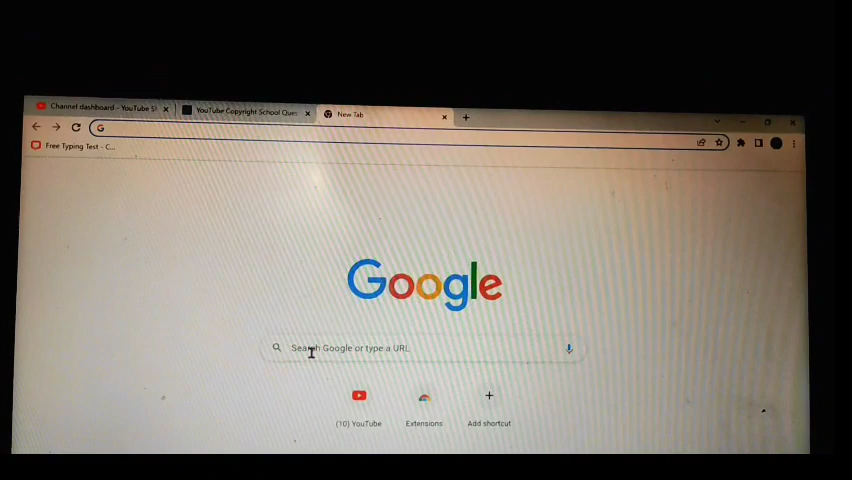 Channel dashboard - YouTube S
YouTube Copyright School Ques
New Tab
Free Typing Test - C...
Google
Search Google or type a URL
(10) YouTube
Extensions
Add shortcut